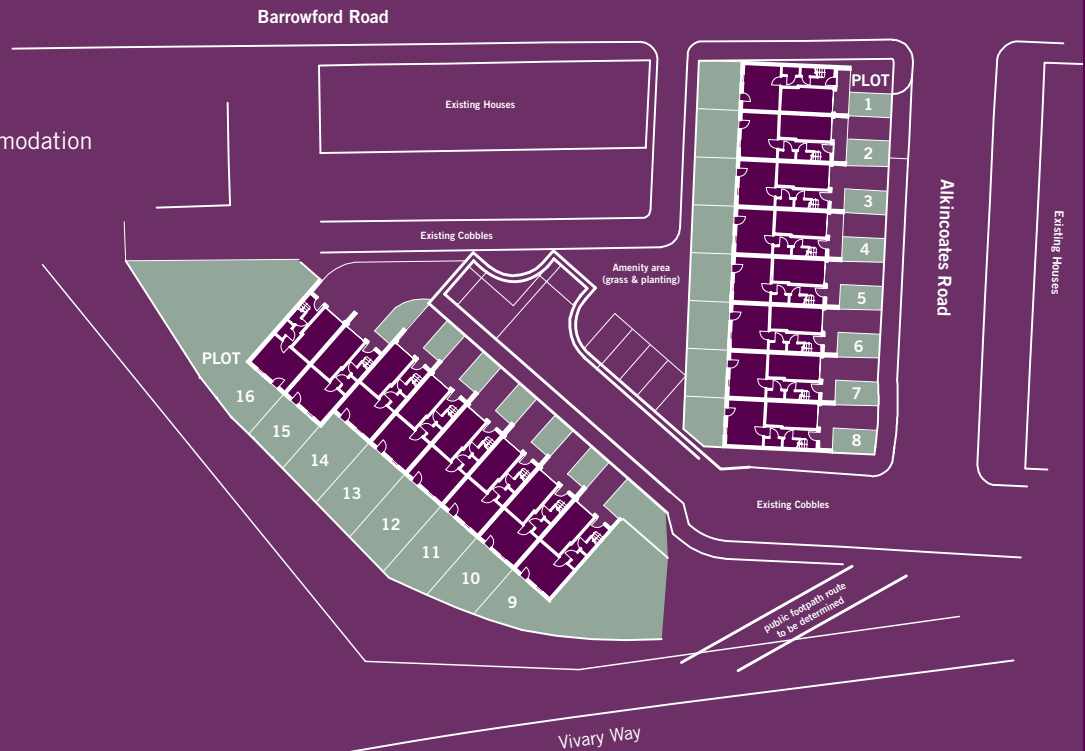 Barrowford Road
modation
Existing Houses
Existing Cobbles
Amenity area
(grass & planting)
PLOT
1
2
3
4
5
6
7
8
Alkincoates Road
Existing Houses
PLOT
16
15
14
13
12
11
10
9
Existing Cobbles
public footpath route
to be determined
Vivary Way